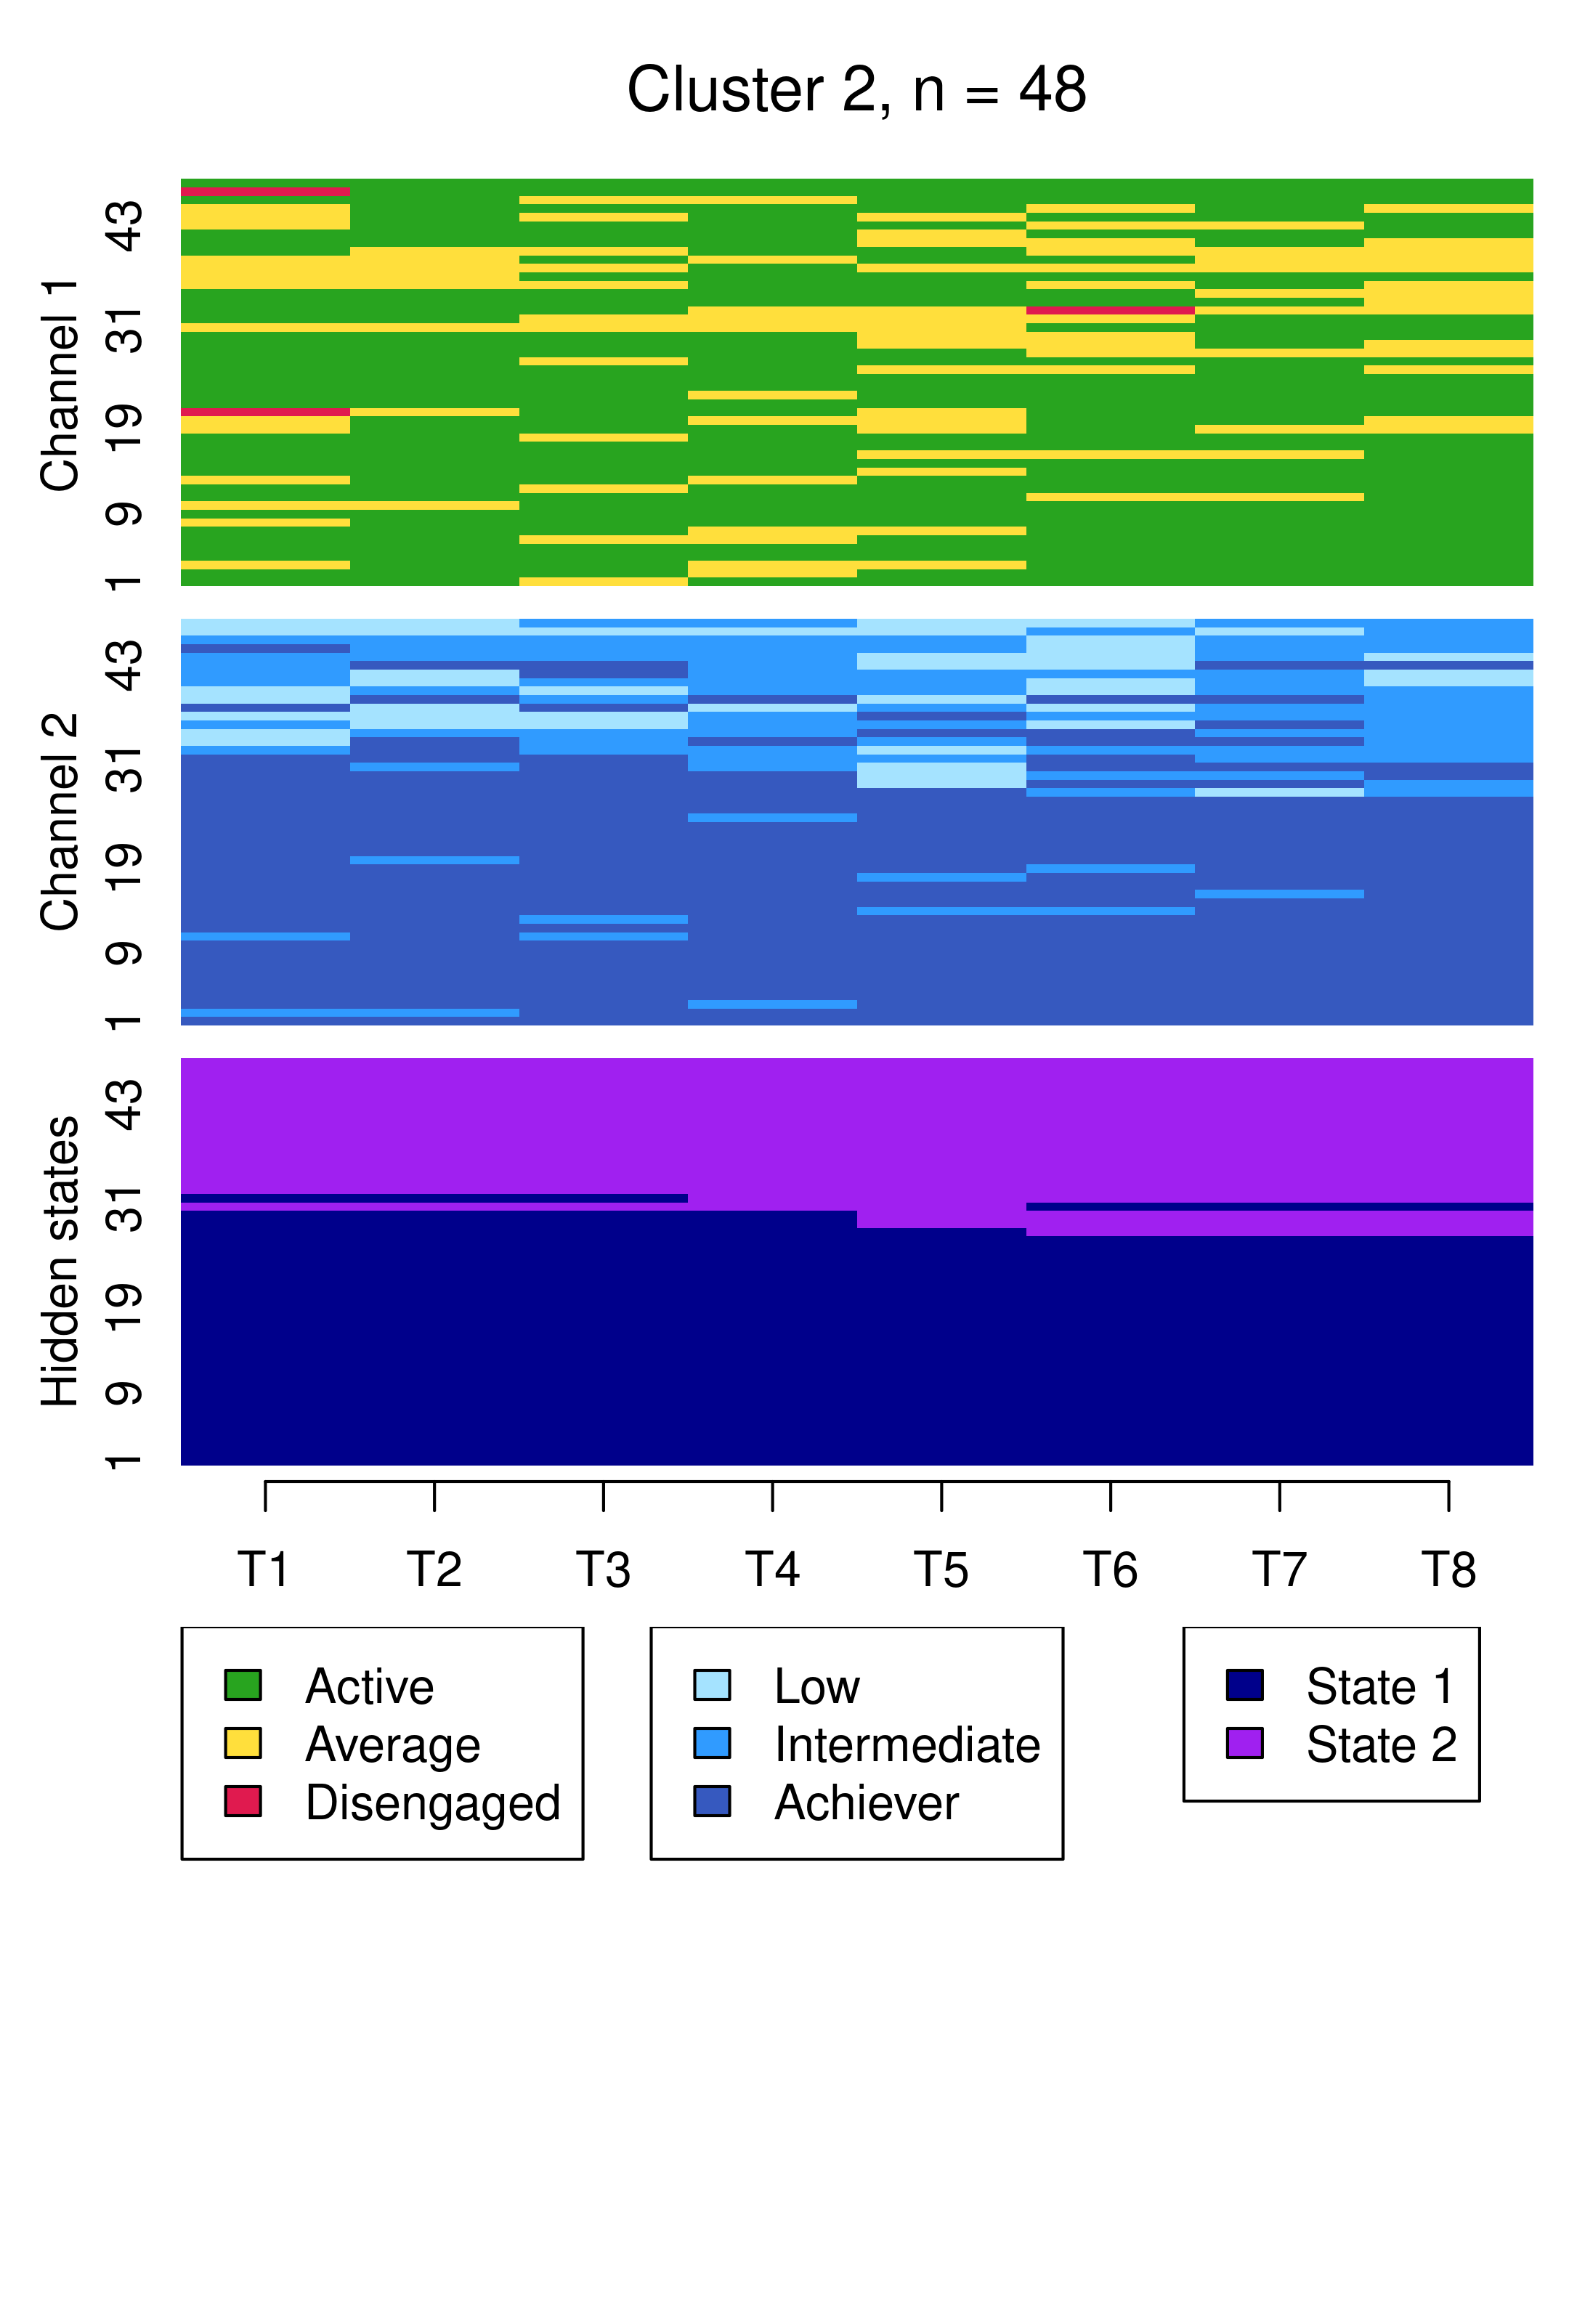 Cluster 2, n = 48
Channel 1
43
31
19
9
1
Channel 2
43
31
19
9
1
Hidden states
43
31
19
9
1
T1 T2 T3 T4 T5 T6 T7 T8
Active
Average
Disengaged
Low
Intermediate
Achiever
State 1
State 2